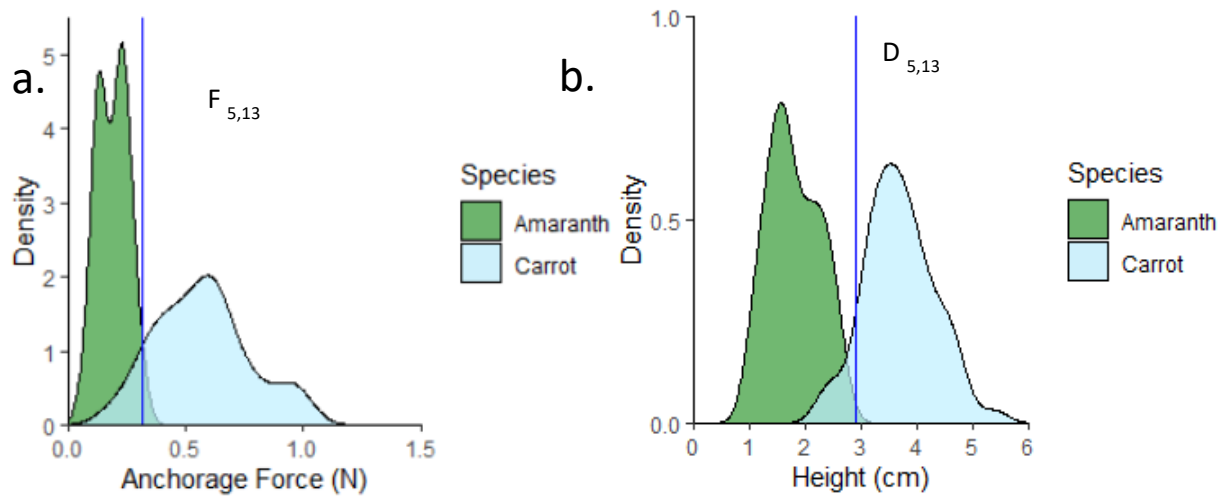 a.
F 5,13
Density
5
4
3
2
1
0
0.0 0.5 1.0 1.5
Anchorage Force (N)
Species
Amaranth
Carrot
b.
D 5,13
Density
1.0
0.5
0.0
0 1 2 3 4 5 6
Height (cm)
Species
Amaranth
Carrot